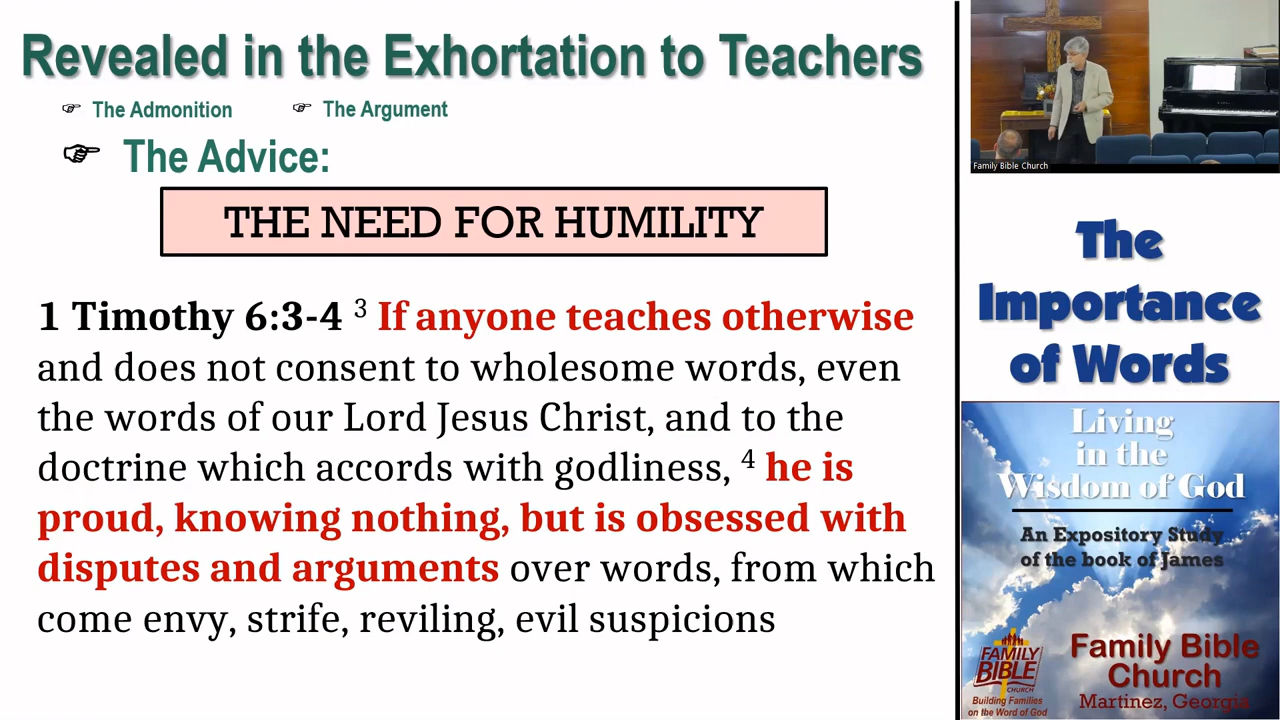 Revealed in the Exhortation to Teachers
The Admonition
The Argument
The Advice:
THE NEED FOR HUMILITY
1 Timothy 6:3-4 3 If anyone teaches otherwise
and does not consent to wholesome words, even
the words of our Lord Jesus Christ, and to the
doctrine which accords with godliness, 4 he is
proud, knowing nothing, but is obsessed with
disputes and arguments over words, from which
come envy, strife, reviling, evil suspicions
Family Bible Church
The
Importance
of Words
Living
in the
Wisdom of God
An Expository Study
of the book of James
FAMILY
BIBLE
CHURCH
Building Families
on the Word of God
Family Bible
Church
Martinez, Georgia